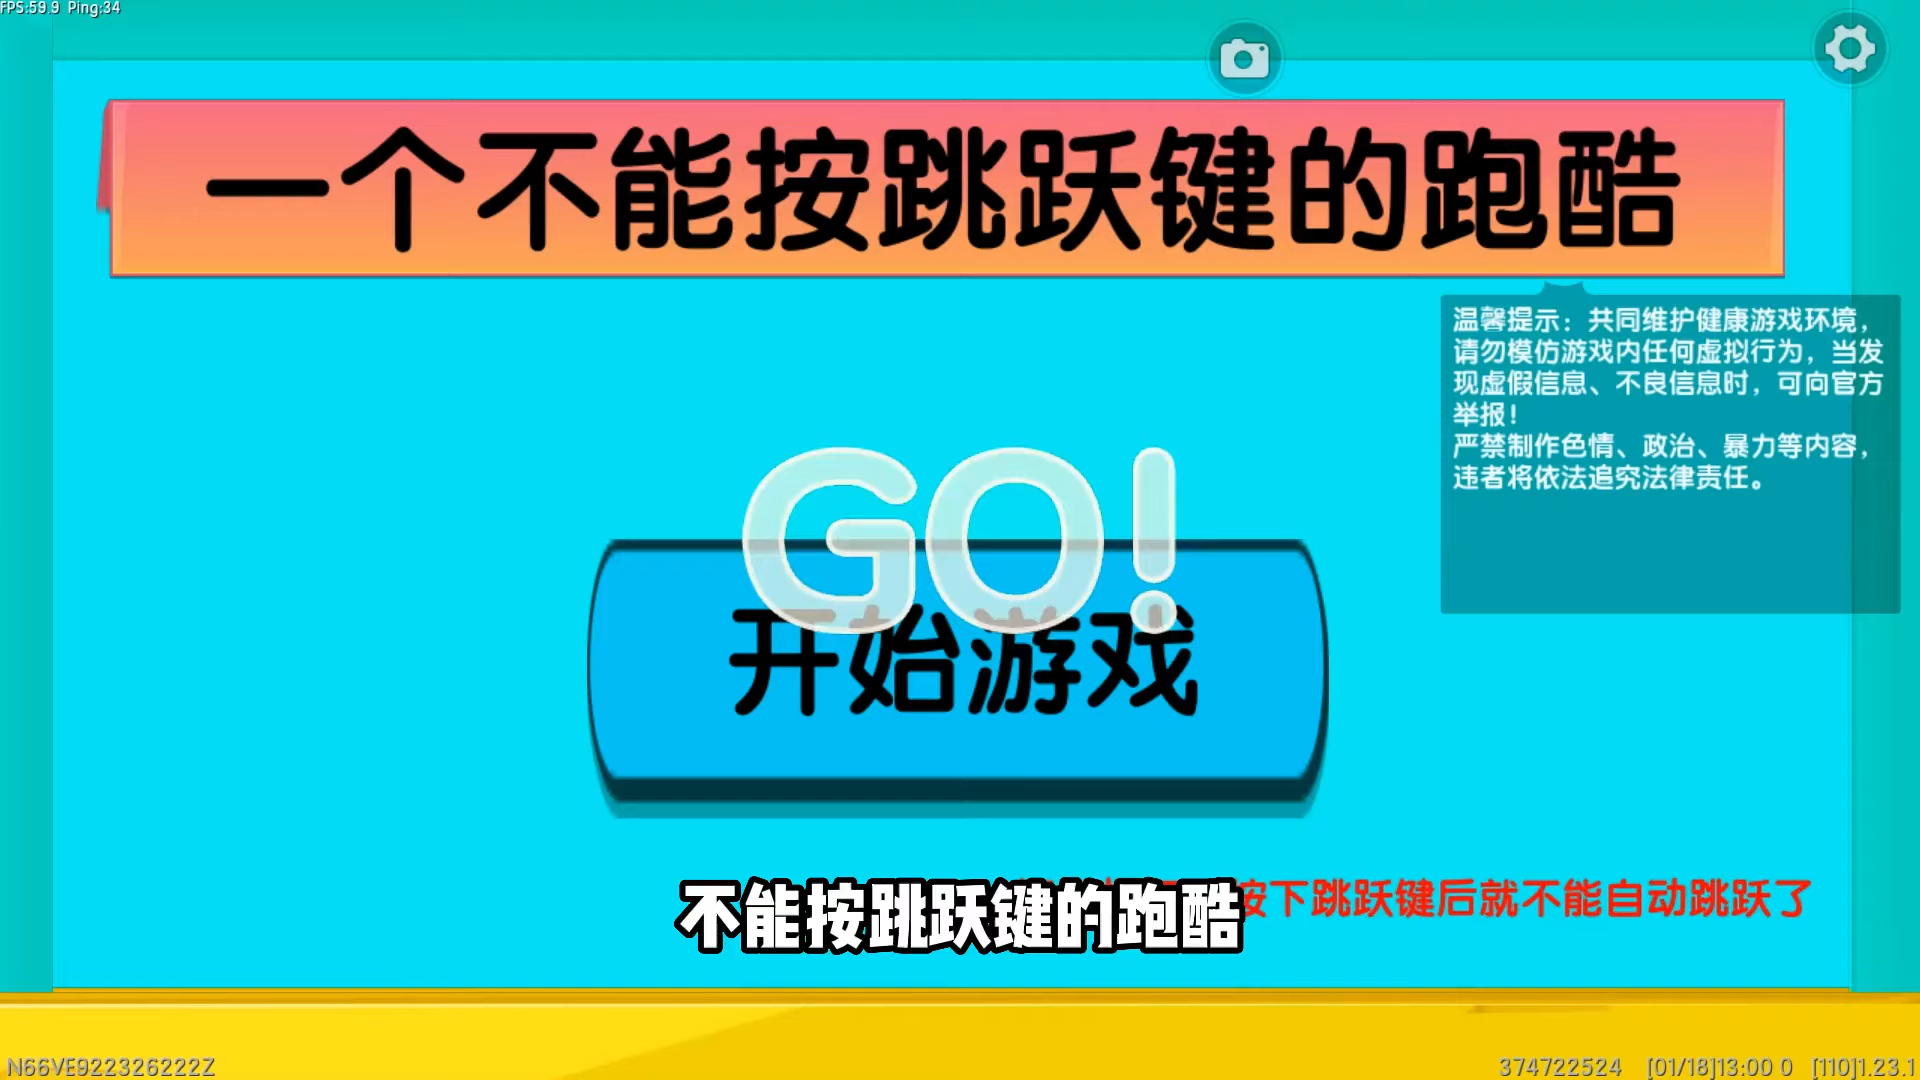 FPS:59.9 Ping:34
一个不能按跳跃键的跑酷
温馨提示：共同维护健康游戏环境，
请勿模仿游戏内任何虚拟行为，当发
现虚假信息、不良信息时，可向官方
举报！
严禁制作色情、政治、暴力等内容，
违者将依法追究法律责任。
GO!
开始游戏
按下跳跃键后就不能自动跳跃了
不能按跳跃键的跑酷
N66VE922326222Z
374722524 [01/18]13:00 0 [110]1.23.1